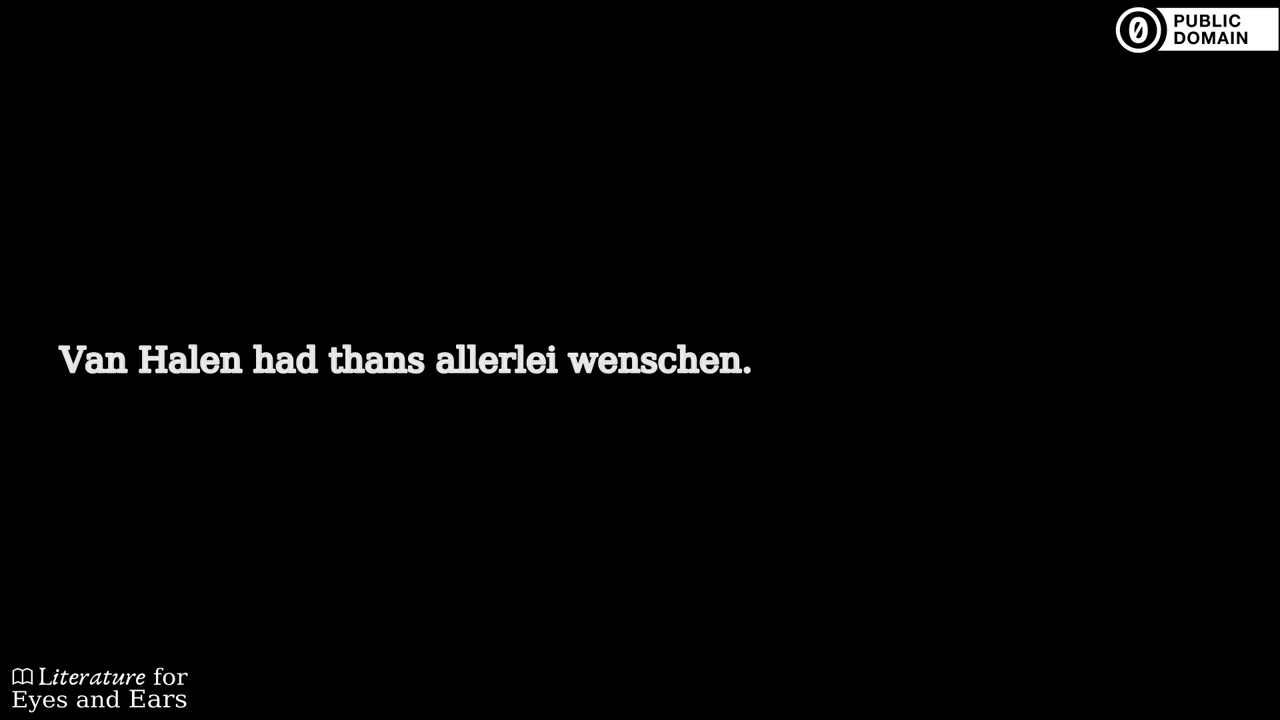 PUBLIC
DOMAIN
Van Halen had thans allerlei wenschen.
Literature for
Eyes and Ears